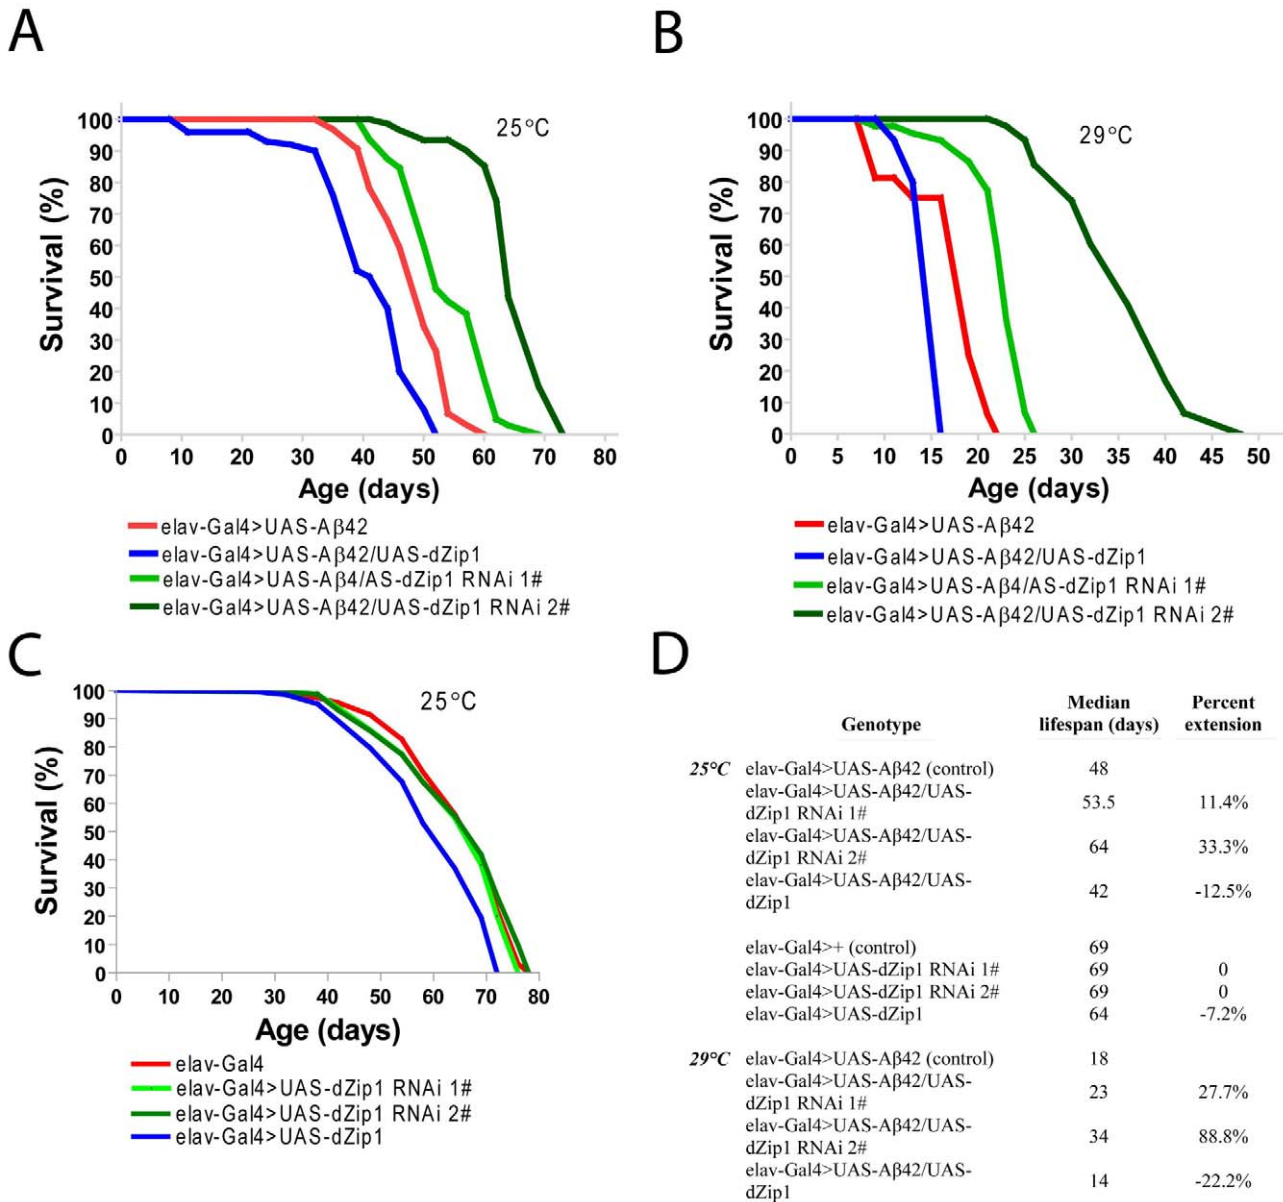 A
25°C
Survival (%)
100
90
80
70
60
50
40
30
20
10
0
0 10 20 30 40 50 60 70 80
Age (days)
elav-Gal4>UAS-Aβ42
elav-Gal4>UAS-Aβ42/UAS-dZip1
elav-Gal4>UAS-Aβ4/AS-dZip1 RNAi 1#
elav-Gal4>UAS-Aβ42/UAS-dZip1 RNAi 2#
B
29°C
Survival (%)
100
90
80
70
60
50
40
30
20
10
0
0 5 10 15 20 25 30 35 40 45 50
Age (days)
elav-Gal4>UAS-Aβ42
elav-Gal4>UAS-Aβ42/UAS-dZip1
elav-Gal4>UAS-Aβ4/AS-dZip1 RNAi 1#
elav-Gal4>UAS-Aβ42/UAS-dZip1 RNAi 2#
C
25°C
Survival (%)
100
90
80
70
60
50
40
30
20
10
0
0 10 20 30 40 50 60 70 80
Age (days)
elav-Gal4
elav-Gal4>UAS-dZip1 RNAi 1#
elav-Gal4>UAS-dZip1 RNAi 2#
elav-Gal4>UAS-dZip1
D
Median Percent
Genotype lifespan (days) extension
25°C elav-Gal4>UAS-Aβ42 (control) 48
elav-Gal4>UAS-Aβ42/UAS-
dZip1 RNAi 1# 53.5 11.4%
elav-Gal4>UAS-Aβ42/UAS-
dZip1 RNAi 2# 64 33.3%
elav-Gal4>UAS-Aβ42/UAS-
dZip1 42 -12.5%
elav-Gal4>+ (control) 69
elav-Gal4>UAS-dZip1 RNAi 1# 69 0
elav-Gal4>UAS-dZip1 RNAi 2# 69 0
elav-Gal4>UAS-dZip1 64 -7.2%
29°C elav-Gal4>UAS-Aβ42 (control) 18
elav-Gal4>UAS-Aβ42/UAS-
dZip1 RNAi 1# 23 27.7%
elav-Gal4>UAS-Aβ42/UAS-
dZip1 RNAi 2# 34 88.8%
elav-Gal4>UAS-Aβ42/UAS-
dZip1 14 -22.2%